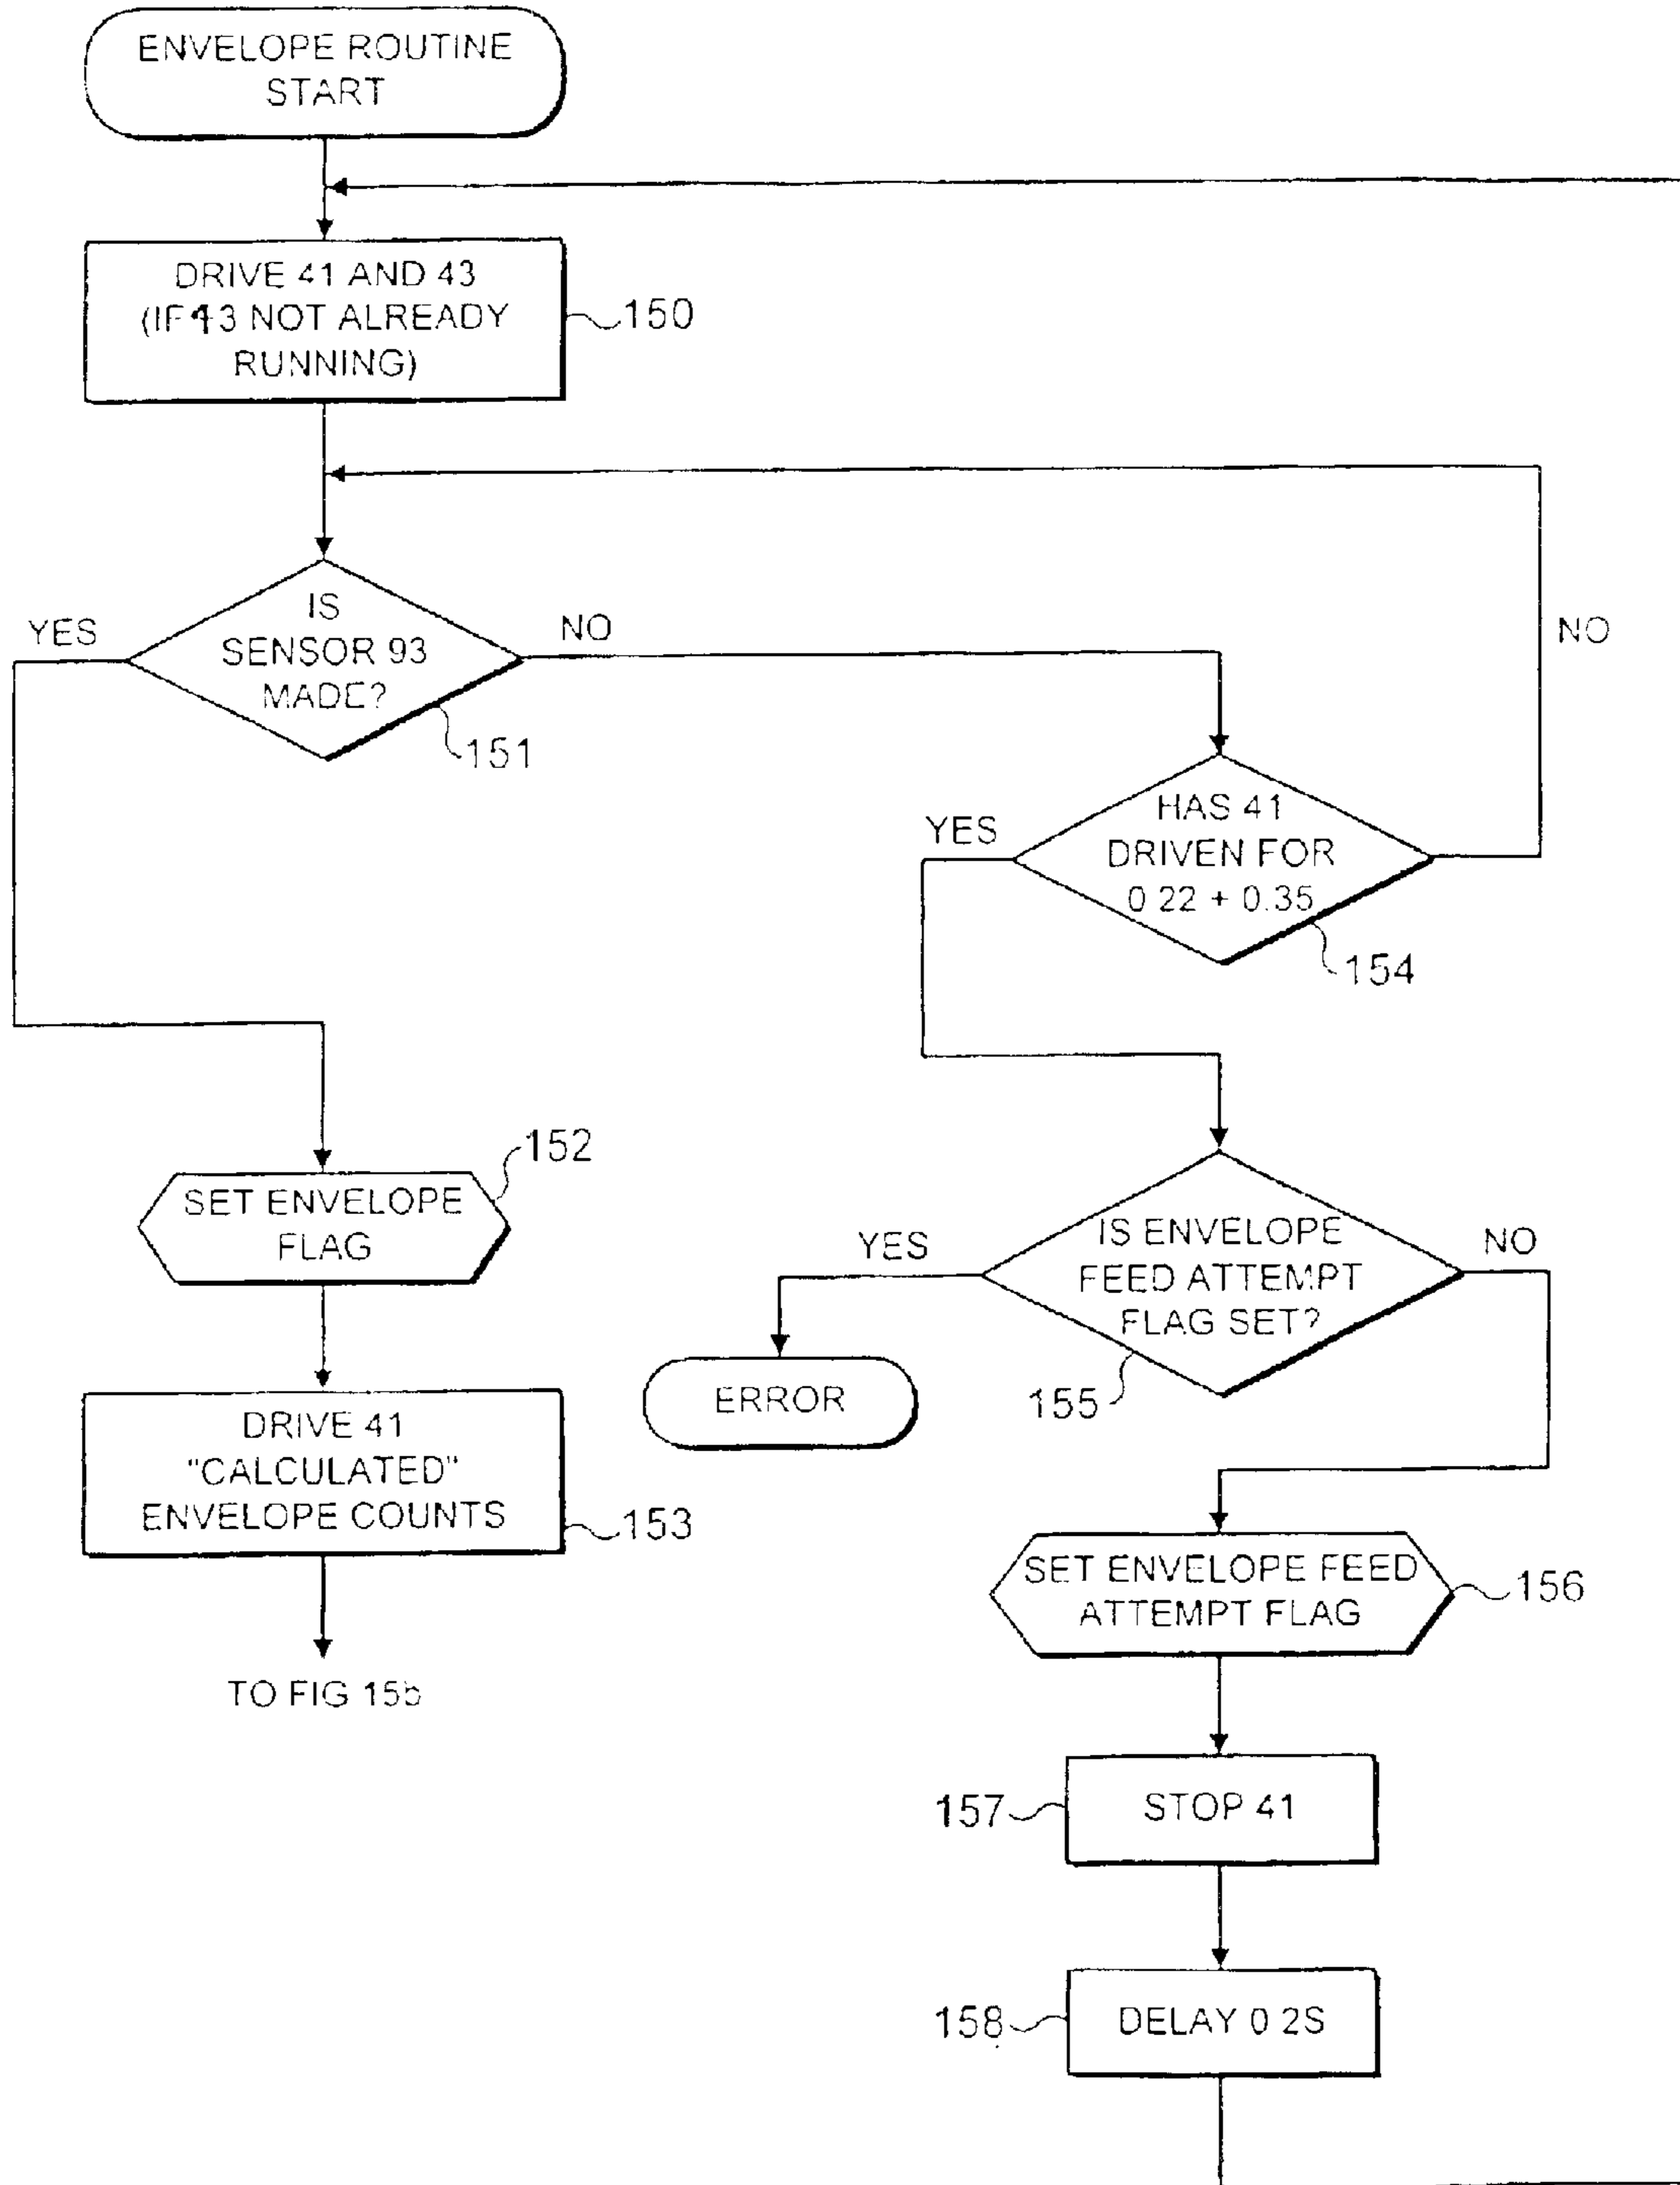 ENVELOPE ROUTINE
START
DRIVE 41 AND 43
(IF 43 NOT ALREADY
RUNNING)
150
IS
SENSOR 93
MADE?
YES
NO
151
NO
HAS 41
DRIVEN FOR
0.22 + 0.35
YES
154
152
SET ENVELOPE
FLAG
IS ENVELOPE
FEED ATTEMPT
FLAG SET?
YES
NO
155
ERROR
DRIVE 41
"CALCULATED"
ENVELOPE COUNTS
153
TO FIG 15b
SET ENVELOPE FEED
ATTEMPT FLAG
156
157
STOP 41
158
DELAY 0.2S